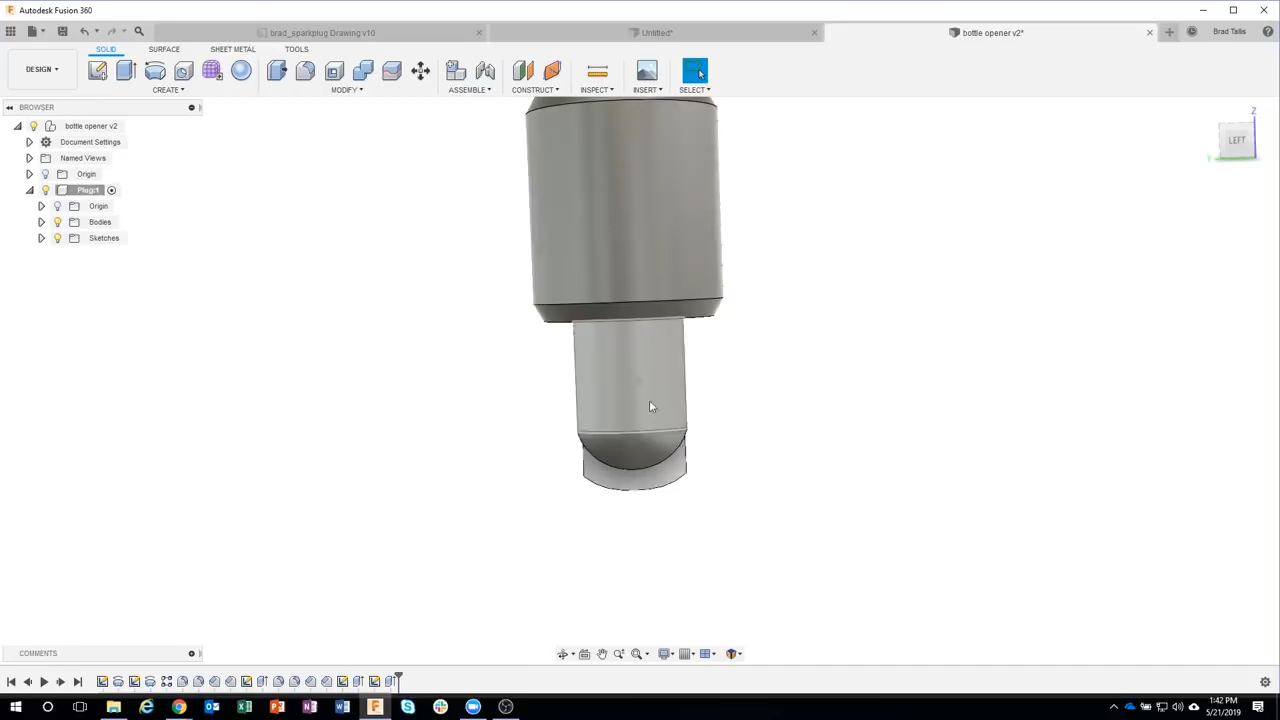 Autodesk Fusion 360
brad_sparkplug Drawing v10
Untitled*
bottle opener v2*
Brad Tallis
SOLID
SURFACE
SHEET METAL
TOOLS
DESIGN
CREATE
MODIFY
ASSEMBLE
CONSTRUCT
INSPECT
INSERT
SELECT
BROWSER
bottle opener v2
Document Settings
Named Views
Origin
Plug:1
Origin
Bodies
Sketches
Z
LEFT
Y
COMMENTS
1:42 PM
5/21/2019